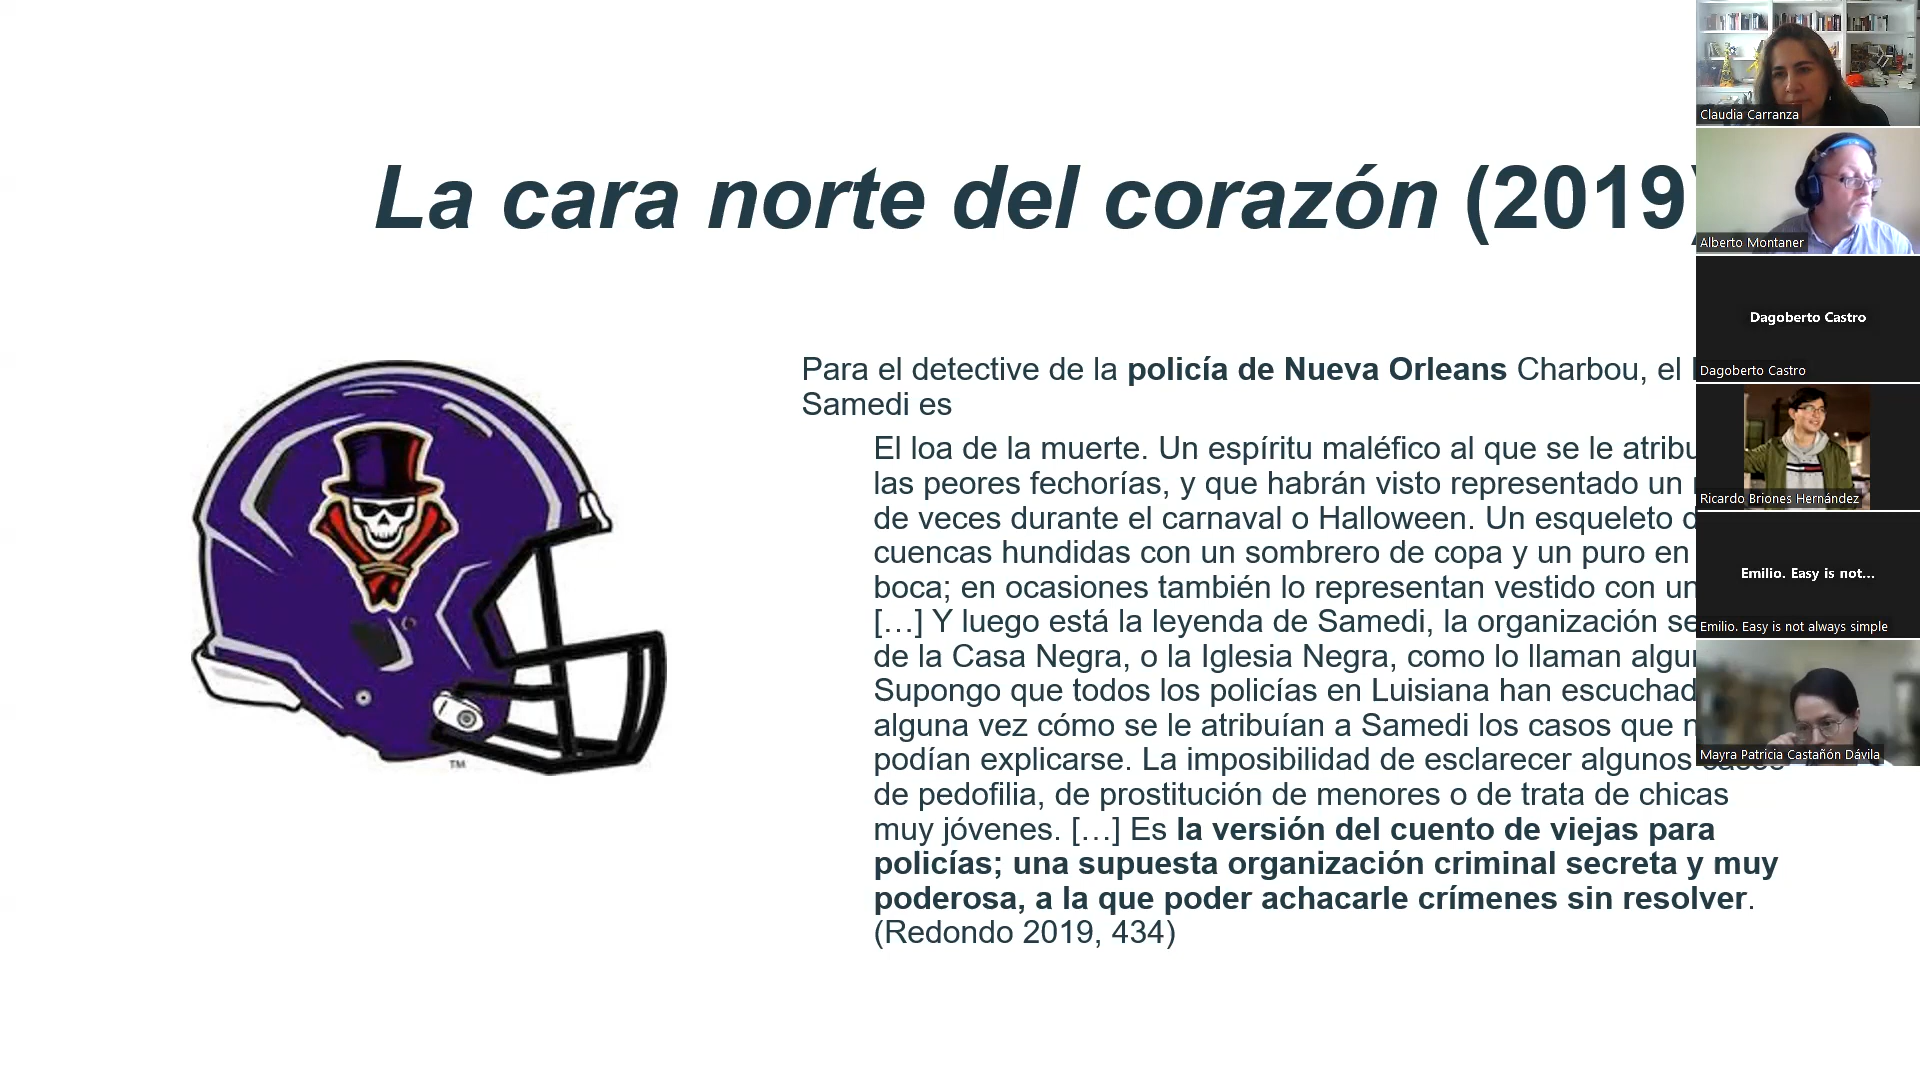 La cara norte del corazón (2019)
Para el detective de la policía de Nueva Orleans Charbou, el
Samedi es
El loa de la muerte. Un espíritu maléfico al que se le
las peores fechorías, y que habrán visto representado un
de veces durante el carnaval o Halloween. Un esqueleto
cuencas hundidas con un sombrero de copa y un puro en
boca; en ocasiones también lo representan vestido con
[…] Y luego está la leyenda de Samedi, la organización
de la Casa Negra, o la Iglesia Negra, como lo llaman
Supongo que todos los policías en Luisiana han
alguna vez cómo se le atribuían a Samedi los casos que
podían explicarse. La imposibilidad de esclarecer algunos casos
de pedofilia, de prostitución de menores o de trata de chicas
muy jóvenes. […] Es la versión del cuento de viejas para
policías; una supuesta organización criminal secreta y muy
poderosa, a la que poder achacarle crímenes sin resolver.
(Redondo 2019, 434)
TM
Claudia Carranza
Alberto Montaner
Dagoberto Castro
Dagoberto Castro
Ricardo Briones Hernández
Emilio. Easy is not...
Emilio. Easy is not always simple
Mayra Patricia Castañón Dávila